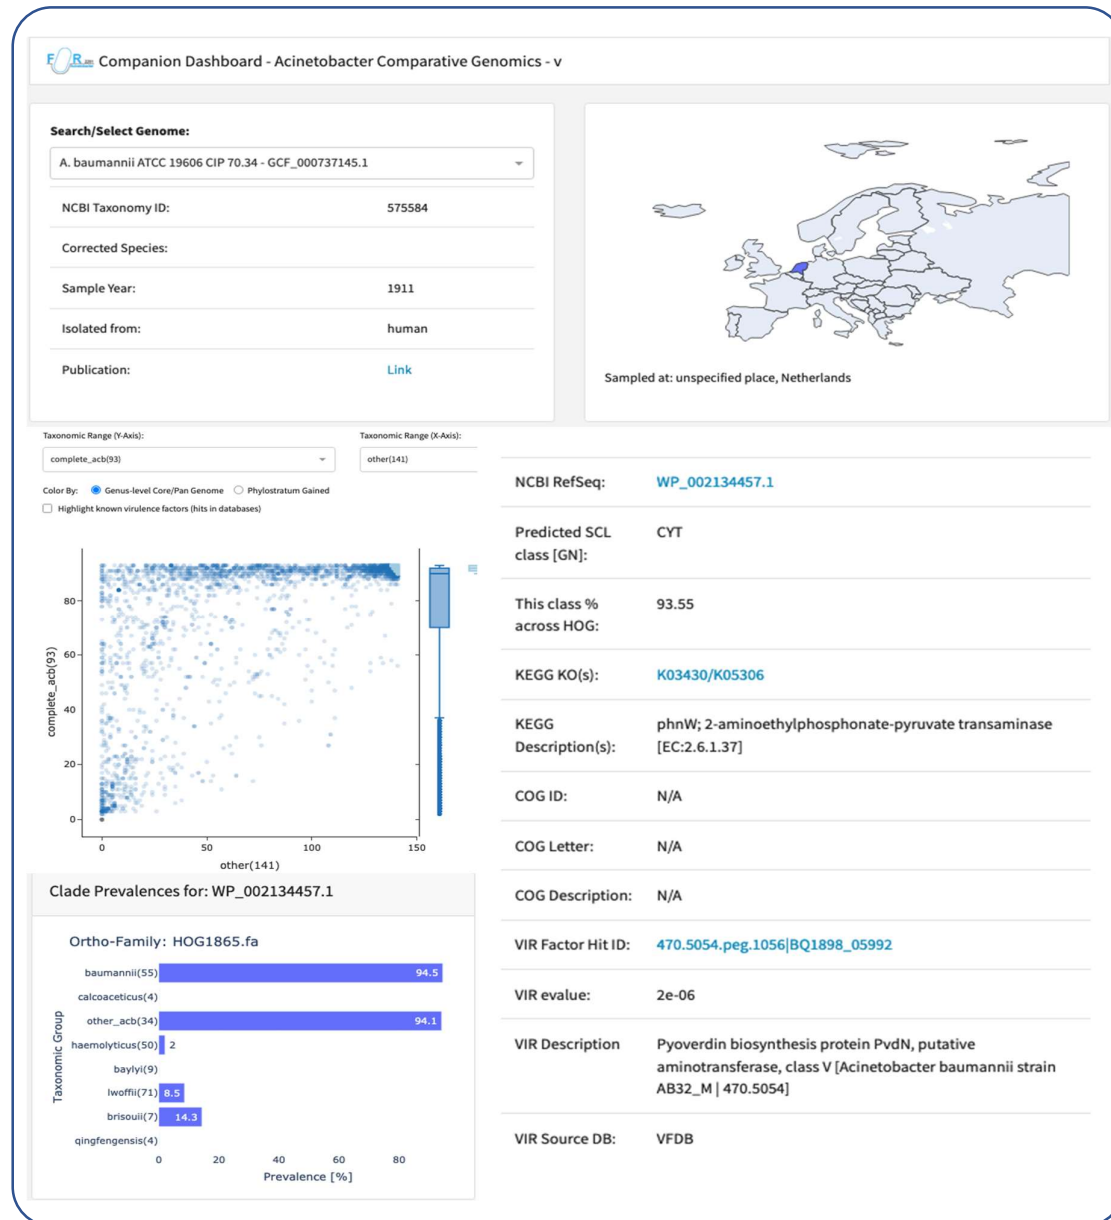 F R Companion Dashboard - Acinetobacter Comparative Genomics - v
Search/Select Genome:
A. baumannii ATCC 19606 CIP 70.34 - GCF_000737145.1
NCBI Taxonomy ID: 575584
Corrected Species:
Sample Year: 1911
Isolated from: human
Publication: Link
Sampled at: unspecified place, Netherlands
Taxonomic Range (Y-Axis): Taxonomic Range (X-Axis):
complete_acb(93) other(141)
Color By: Genus-level Core/Pan Genome Phylostratum Gained
Highlight known virulence factors (hits in databases)
complete_acb(93)
80
60
40
20
0
0 50 100 150
other(141)
Clade Prevalences for: WP_002134457.1
Ortho-Family: HOG1865.fa
Taxonomic Group
baumannii(55) 94.5
calcoaceticus(4)
other_acb(34) 94.1
haemolyticus(50) 2
baylyi(9)
lwoffii(71) 8.5
brisouii(7) 14.3
qingfengensis(4)
0 20 40 60 80
Prevalence [%]
NCBI RefSeq: WP_002134457.1
Predicted SCL CYT
class [GN]:
This class % 93.55
across HOG:
KEGG KO(s): K03430/K05306
KEGG phnW; 2-aminoethylphosphonate-pyruvate transaminase
Description(s): [EC:2.6.1.37]
COG ID: N/A
COG Letter: N/A
COG Description: N/A
VIR Factor Hit ID: 470.5054.peg.1056|BQ1898_05992
VIR evalue: 2e-06
VIR Description Pyoverdin biosynthesis protein PvdN, putative
aminotransferase, class V [Acinetobacter baumannii strain
AB32_M | 470.5054]
VIR Source DB: VFDB